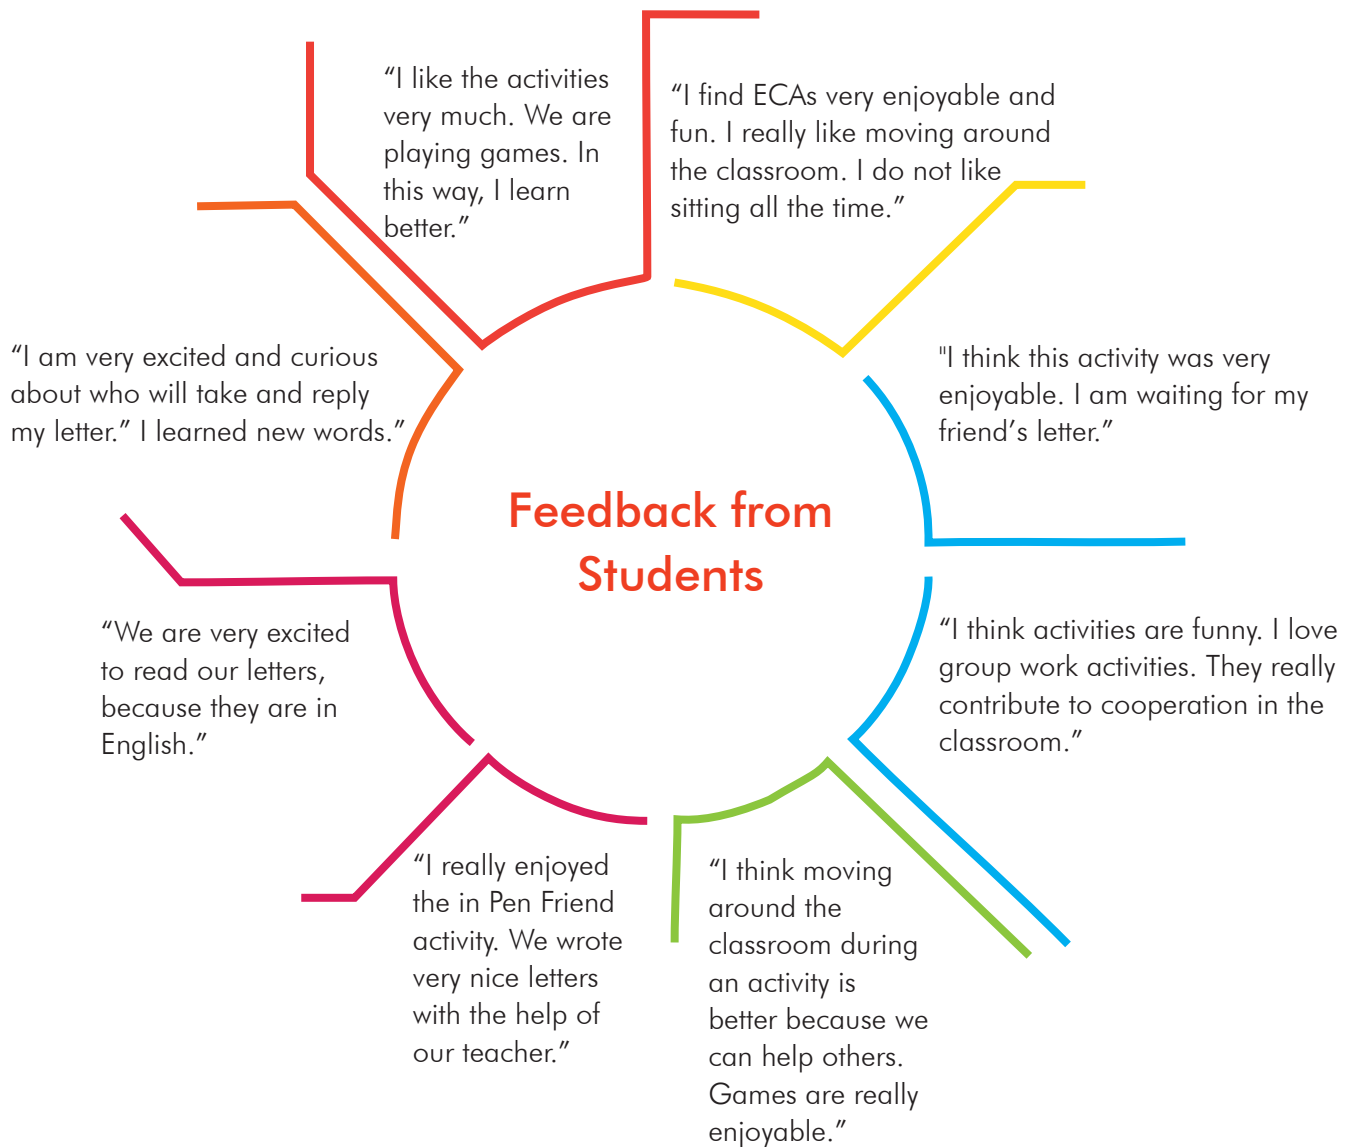 “I like the activities
very much. We are
playing games. In
this way, I learn
better.”
“I find ECAs very enjoyable and
fun. I really like moving around
the classroom. I do not like
sitting all the time.”
“I am very excited and curious
about who will take and reply
my letter.” I learned new words.”
"I think this activity was very
enjoyable. I am waiting for my
friend’s letter.”
Feedback from
Students
“We are very excited
to read our letters,
because they are in
English.”
“I think activities are funny. I love
group work activities. They really
contribute to cooperation in the
classroom.”
“I really enjoyed
the in Pen Friend
activity. We wrote
very nice letters
with the help of
our teacher.”
“I think moving
around the
classroom during
an activity is
better because we
can help others.
Games are really
enjoyable.”